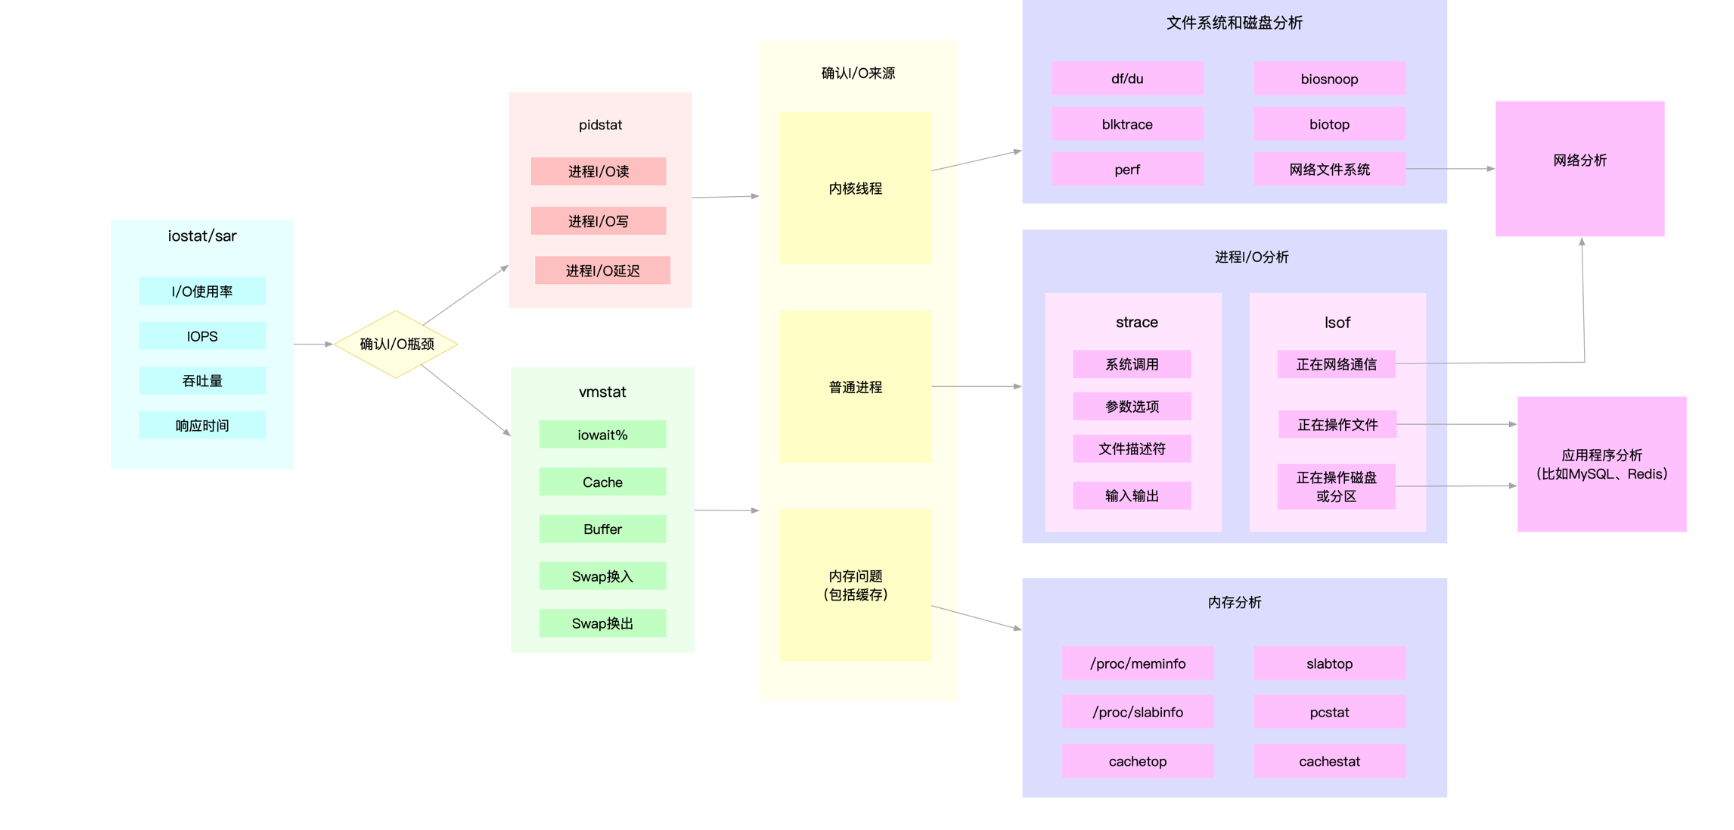 iostat/sar
I/O使用率
IOPS
吞吐量
响应时间
确认I/O瓶颈
pidstat
进程I/O读
进程I/O写
进程I/O延迟
vmstat
iowait%
Cache
Buffer
Swap换入
Swap换出
确认I/O来源
内核线程
普通进程
内存问题
（包括缓存）
文件系统和磁盘分析
df/du
biosnoop
blktrace
biotop
perf
网络文件系统
进程I/O分析
strace
系统调用
参数选项
文件描述符
输入输出
lsof
正在网络通信
正在操作文件
正在操作磁盘
或分区
内存分析
/proc/meminfo
slabtop
/proc/slabinfo
pcstat
cachetop
cachestat
网络分析
应用程序分析
（比如MySQL、Redis）